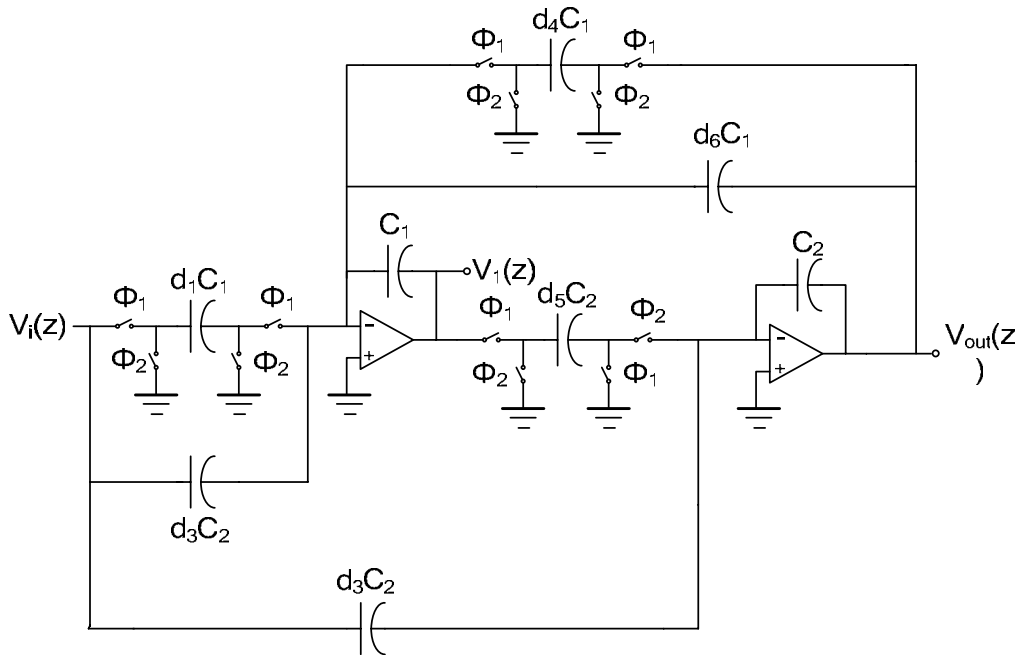 Φ1 d4C1 Φ1
Φ2 Φ2
d6C1
C1
V1(z)
C2
d1C1
Φ1 Φ1
Vi(z)
Φ2 Φ2
Φ1 d5C2 Φ2
Φ2 Φ1
- +
- +
Vout(z
)
d3C2
d3C2